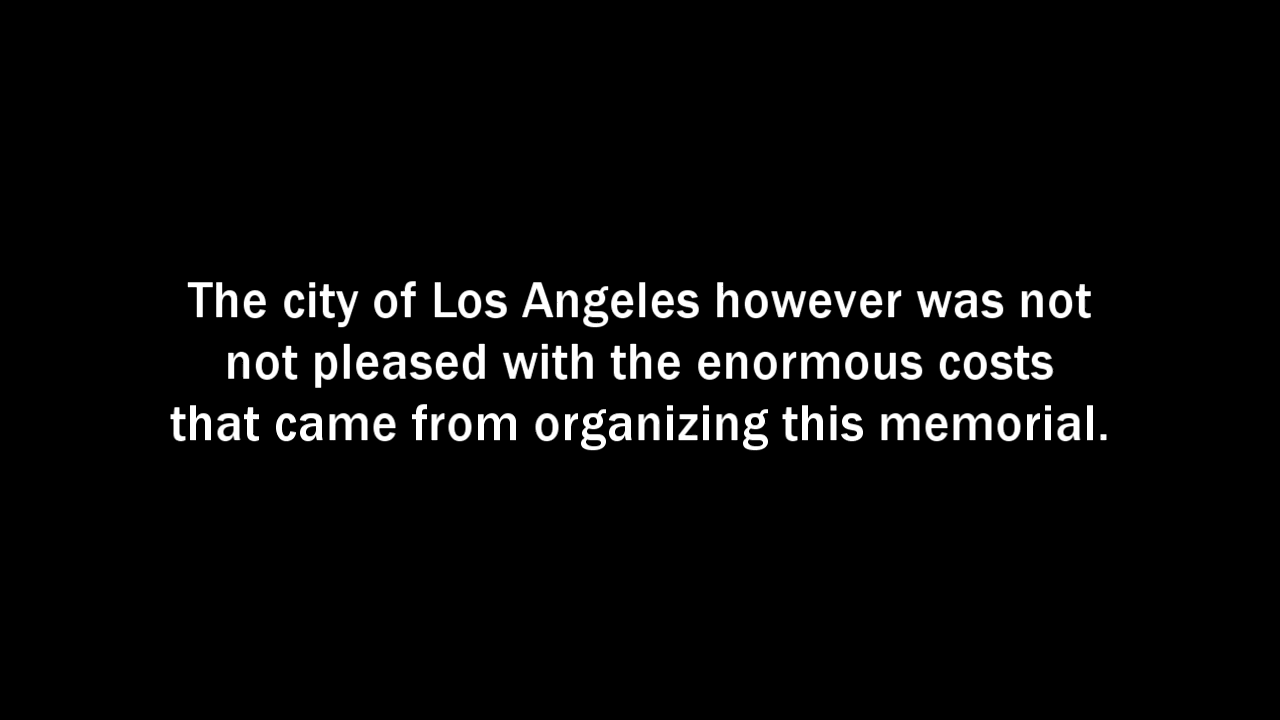 The city of Los Angeles however was not
not pleased with the enormous costs
that came from organizing this memorial.